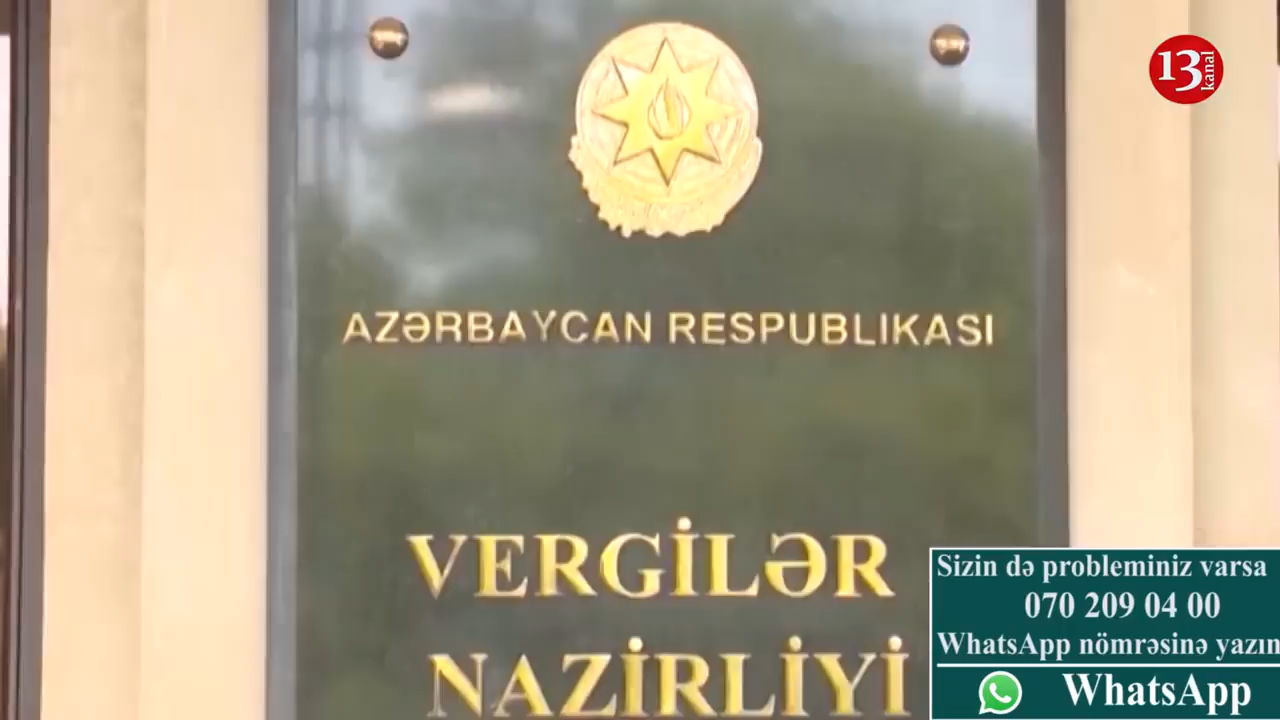 13 kanal
AZƏRBAYCAN RESPUBLIKASI
VERGİLƏR
NAZİRLİYİ
Sizin də probleminiz varsa
070 209 04 00
WhatsApp nömrəsinə yazın
WhatsApp